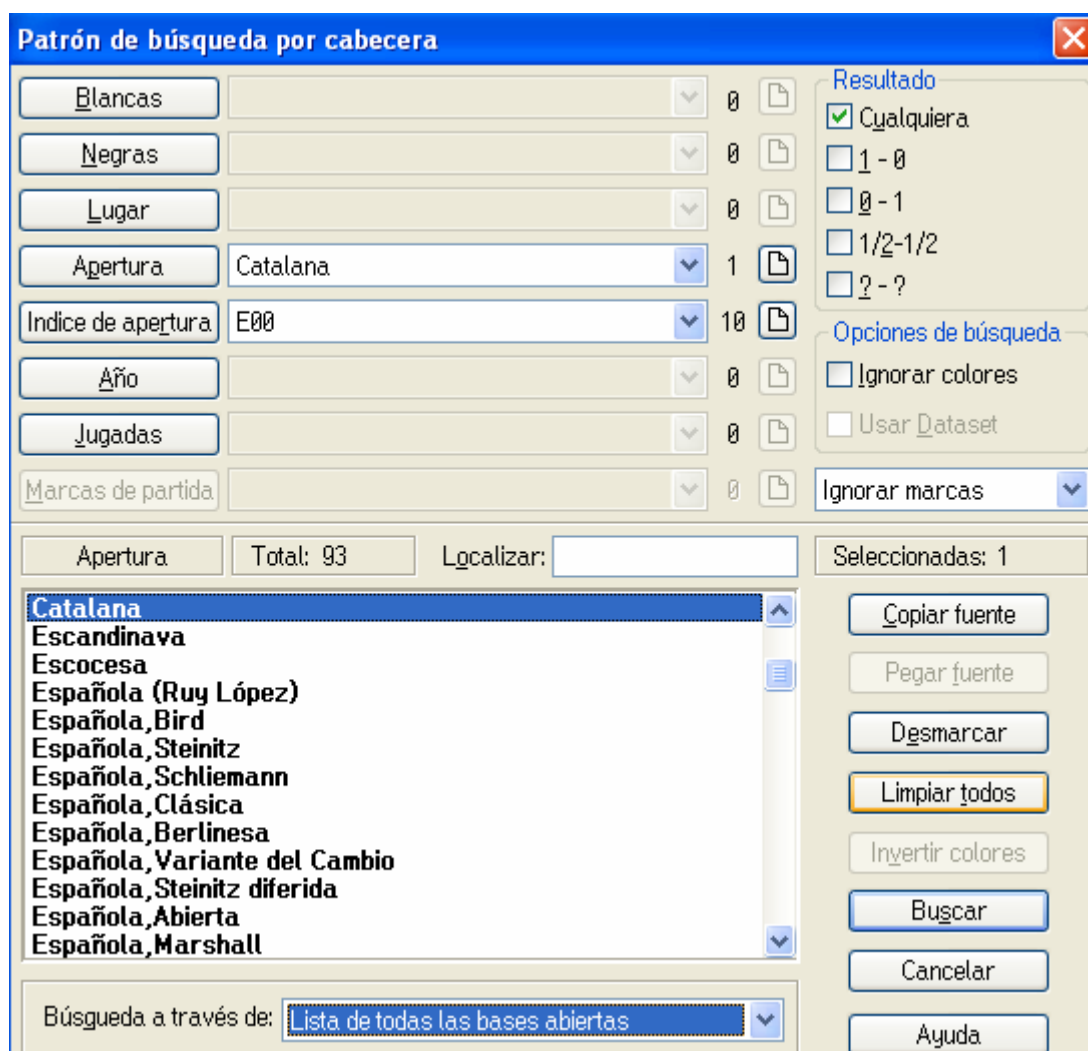 Patrón de búsqueda por cabecera
Blancas 0
Negras 0
Lugar 0
Apertura Catalana 1
Indice de apertura E00 10
Año 0
Jugadas 0
Marcas de partida 0
Resultado
Cualquiera
1 - 0
0 - 1
1/2-1/2
? - ?
Opciones de búsqueda
Ignorar colores
Usar Dataset
Ignorar marcas
Apertura Total: 93 Localizar: Seleccionadas: 1
Catalana
Escandinava
Escocesa
Española (Ruy López)
Española,Bird
Española,Steinitz
Española,Schliemann
Española,Clásica
Española,Berlinesa
Española,Variante del Cambio
Española,Steinitz diferida
Española,Abierta
Española,Marshall
Copiar fuente
Pegar fuente
Desmarcar
Limpiar todos
Invertir colores
Buscar
Cancelar
Ayuda
Búsqueda a través de: Lista de todas las bases abiertas